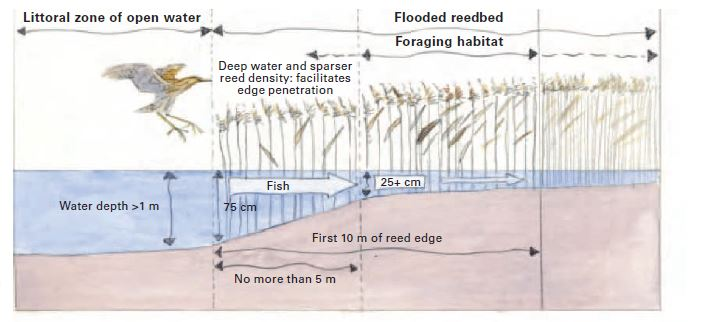 Littoral zone of open water
Flooded reedbed
Foraging habitat
Deep water and sparser
reed density: facilitates
edge penetration
Fish
25+ cm
Water depth >1 m
75 cm
First 10 m of reed edge
No more than 5 m